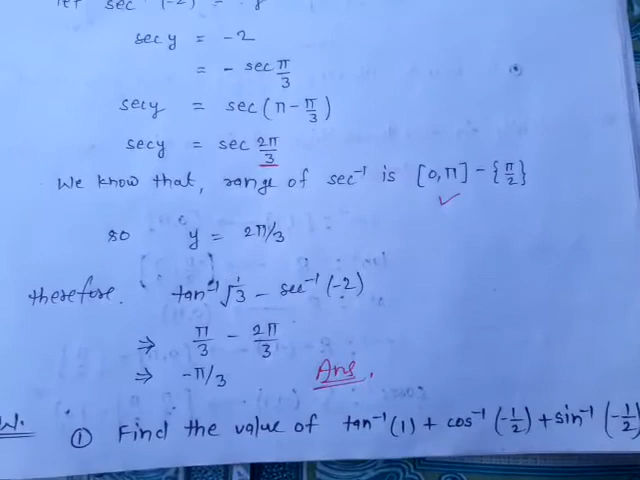 sec y = -2
= - sec π/3
secy = sec (π - π/3)
secy = sec 2π/3
We know that, range of sec⁻¹ is [0,π] - {π/2}
so y = 2π/3
therefore. tan⁻¹√3 - sec⁻¹(-2)
⇒ π/3 - 2π/3
⇒ -π/3 Ans.
W. ① Find the value of tan⁻¹(1) + cos⁻¹(-1/2) + sin⁻¹(-1/2)